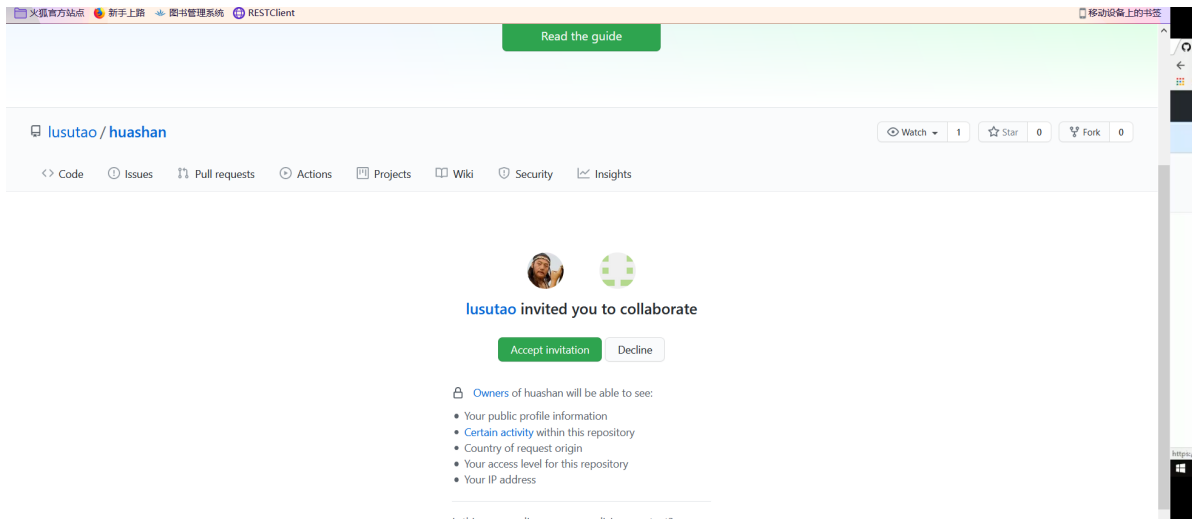 火狐官方站点 新手上路 图书管理系统 RESTClient 移动设备上的书签
Read the guide
lusutao / huashan
Watch 1 Star 0 Fork 0
Code Issues Pull requests Actions Projects Wiki Security Insights
lusutao invited you to collaborate
Accept invitation Decline
Owners of huashan will be able to see:
• Your public profile information
• Certain activity within this repository
• Country of request origin
• Your access level for this repository
• Your IP address
https:/